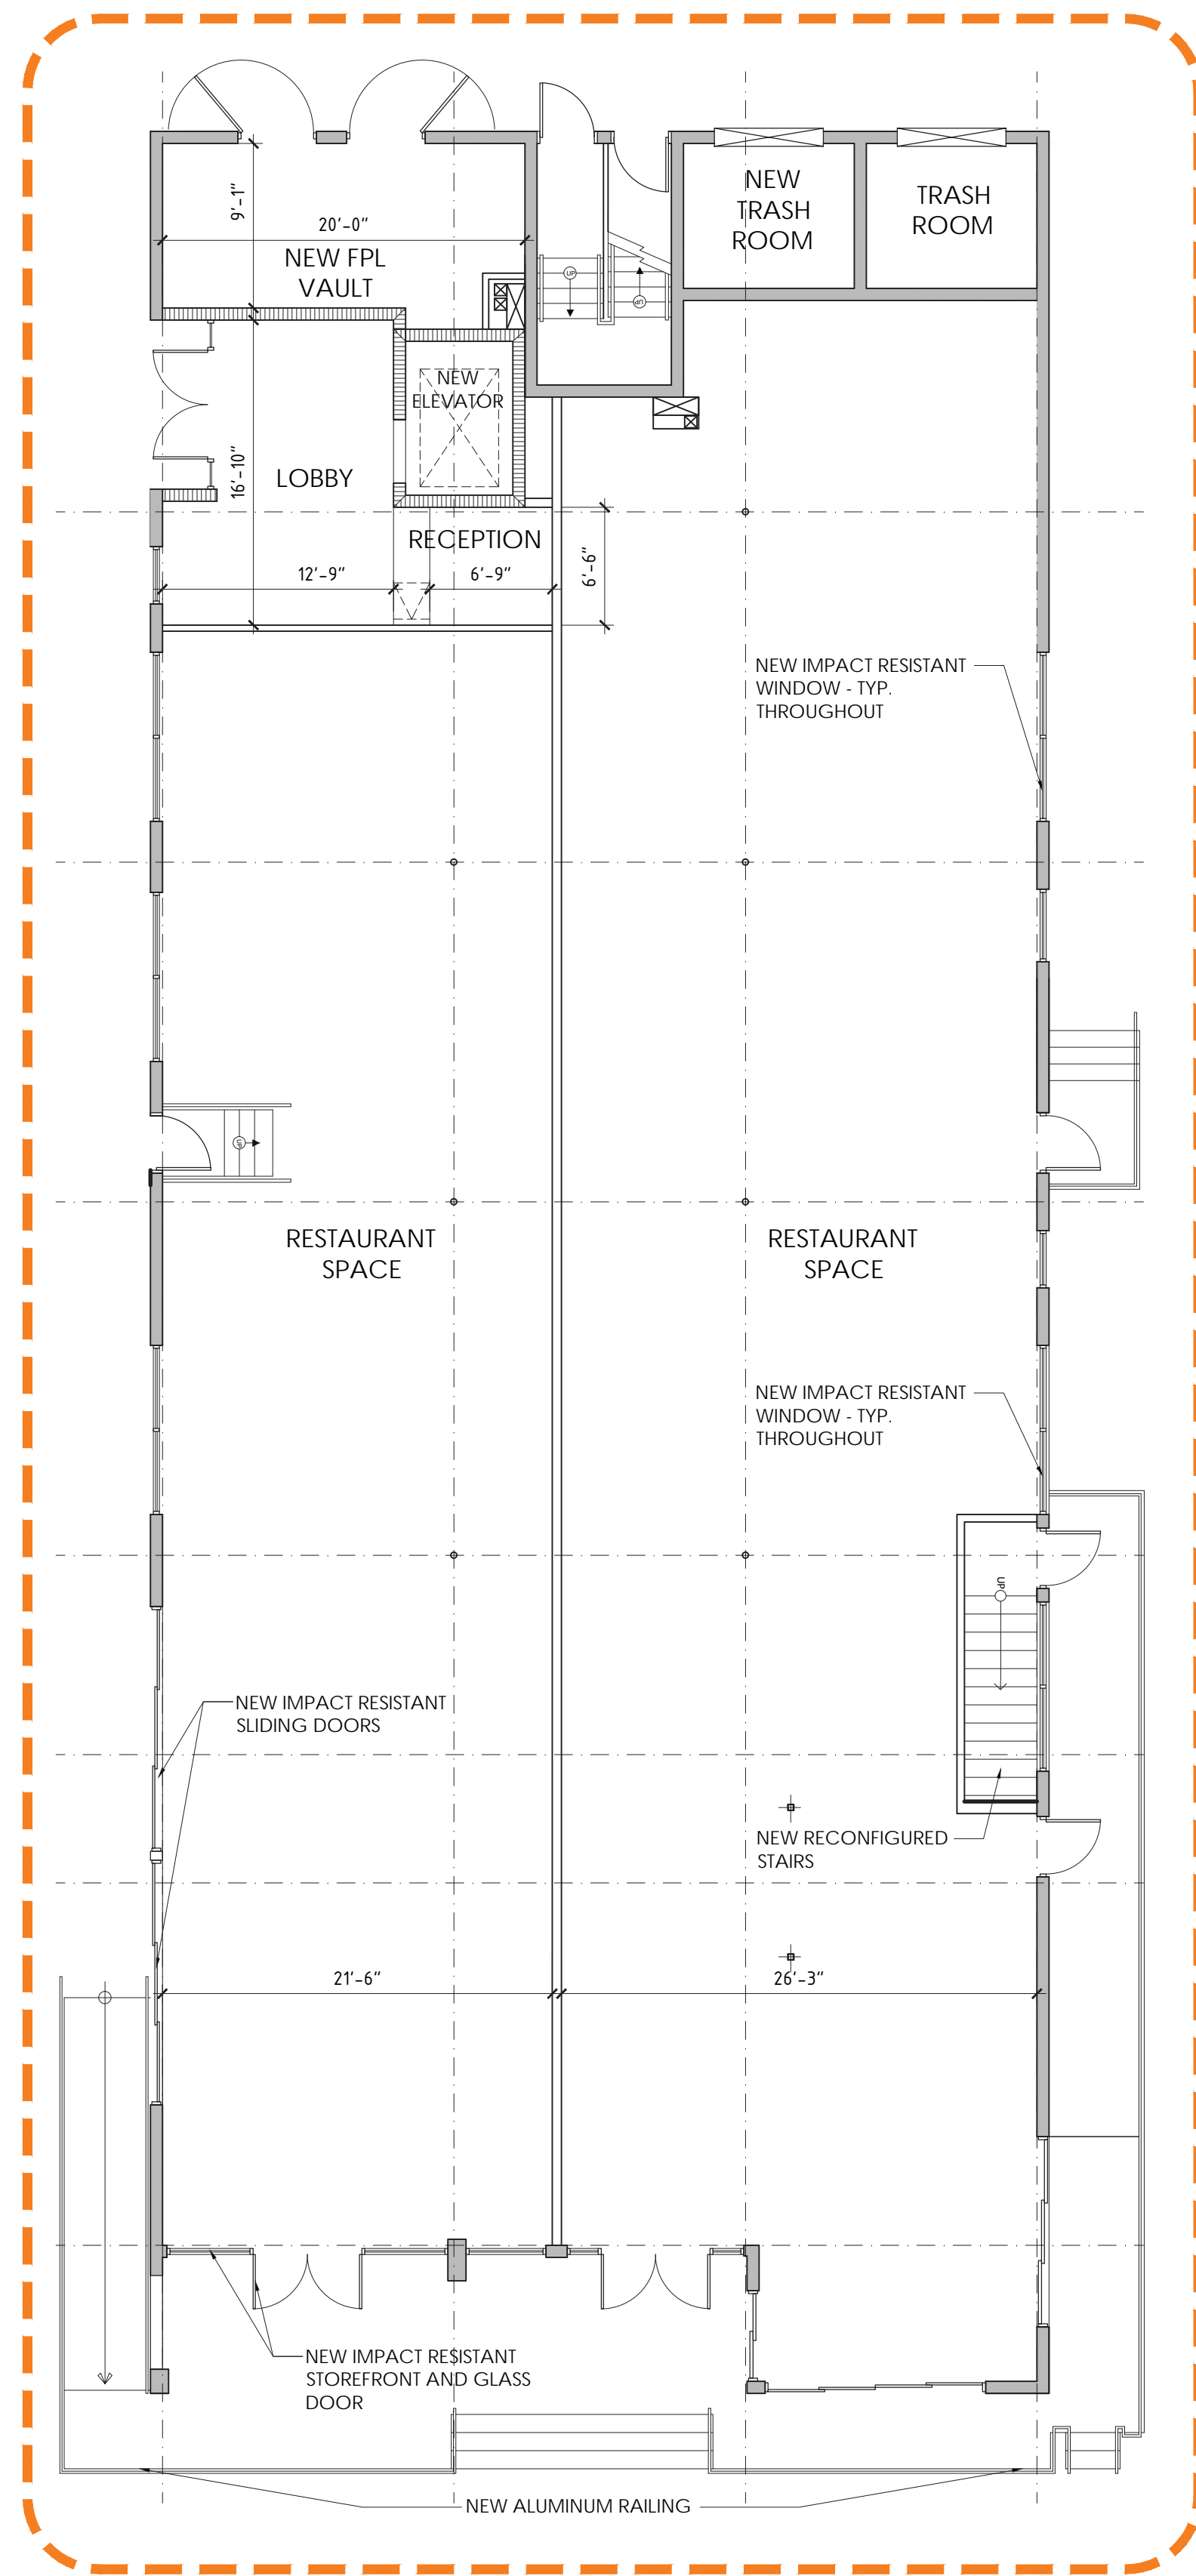 NEW
TRASH
ROOM
TRASH
ROOM
9'-1"
20'-0"
NEW FPL
VAULT
UP
UP
NEW
ELEVATOR
LOBBY
16'-10"
RECEPTION
12'-9"
6'-9"
6'-6"
NEW IMPACT RESISTANT
WINDOW - TYP.
THROUGHOUT
UP
RESTAURANT
SPACE
RESTAURANT
SPACE
NEW IMPACT RESISTANT
WINDOW - TYP.
THROUGHOUT
UP
NEW IMPACT RESISTANT
SLIDING DOORS
NEW RECONFIGURED
STAIRS
21'-6"
26'-3"
NEW IMPACT RESISTANT
STOREFRONT AND GLASS
DOOR
NEW ALUMINUM RAILING